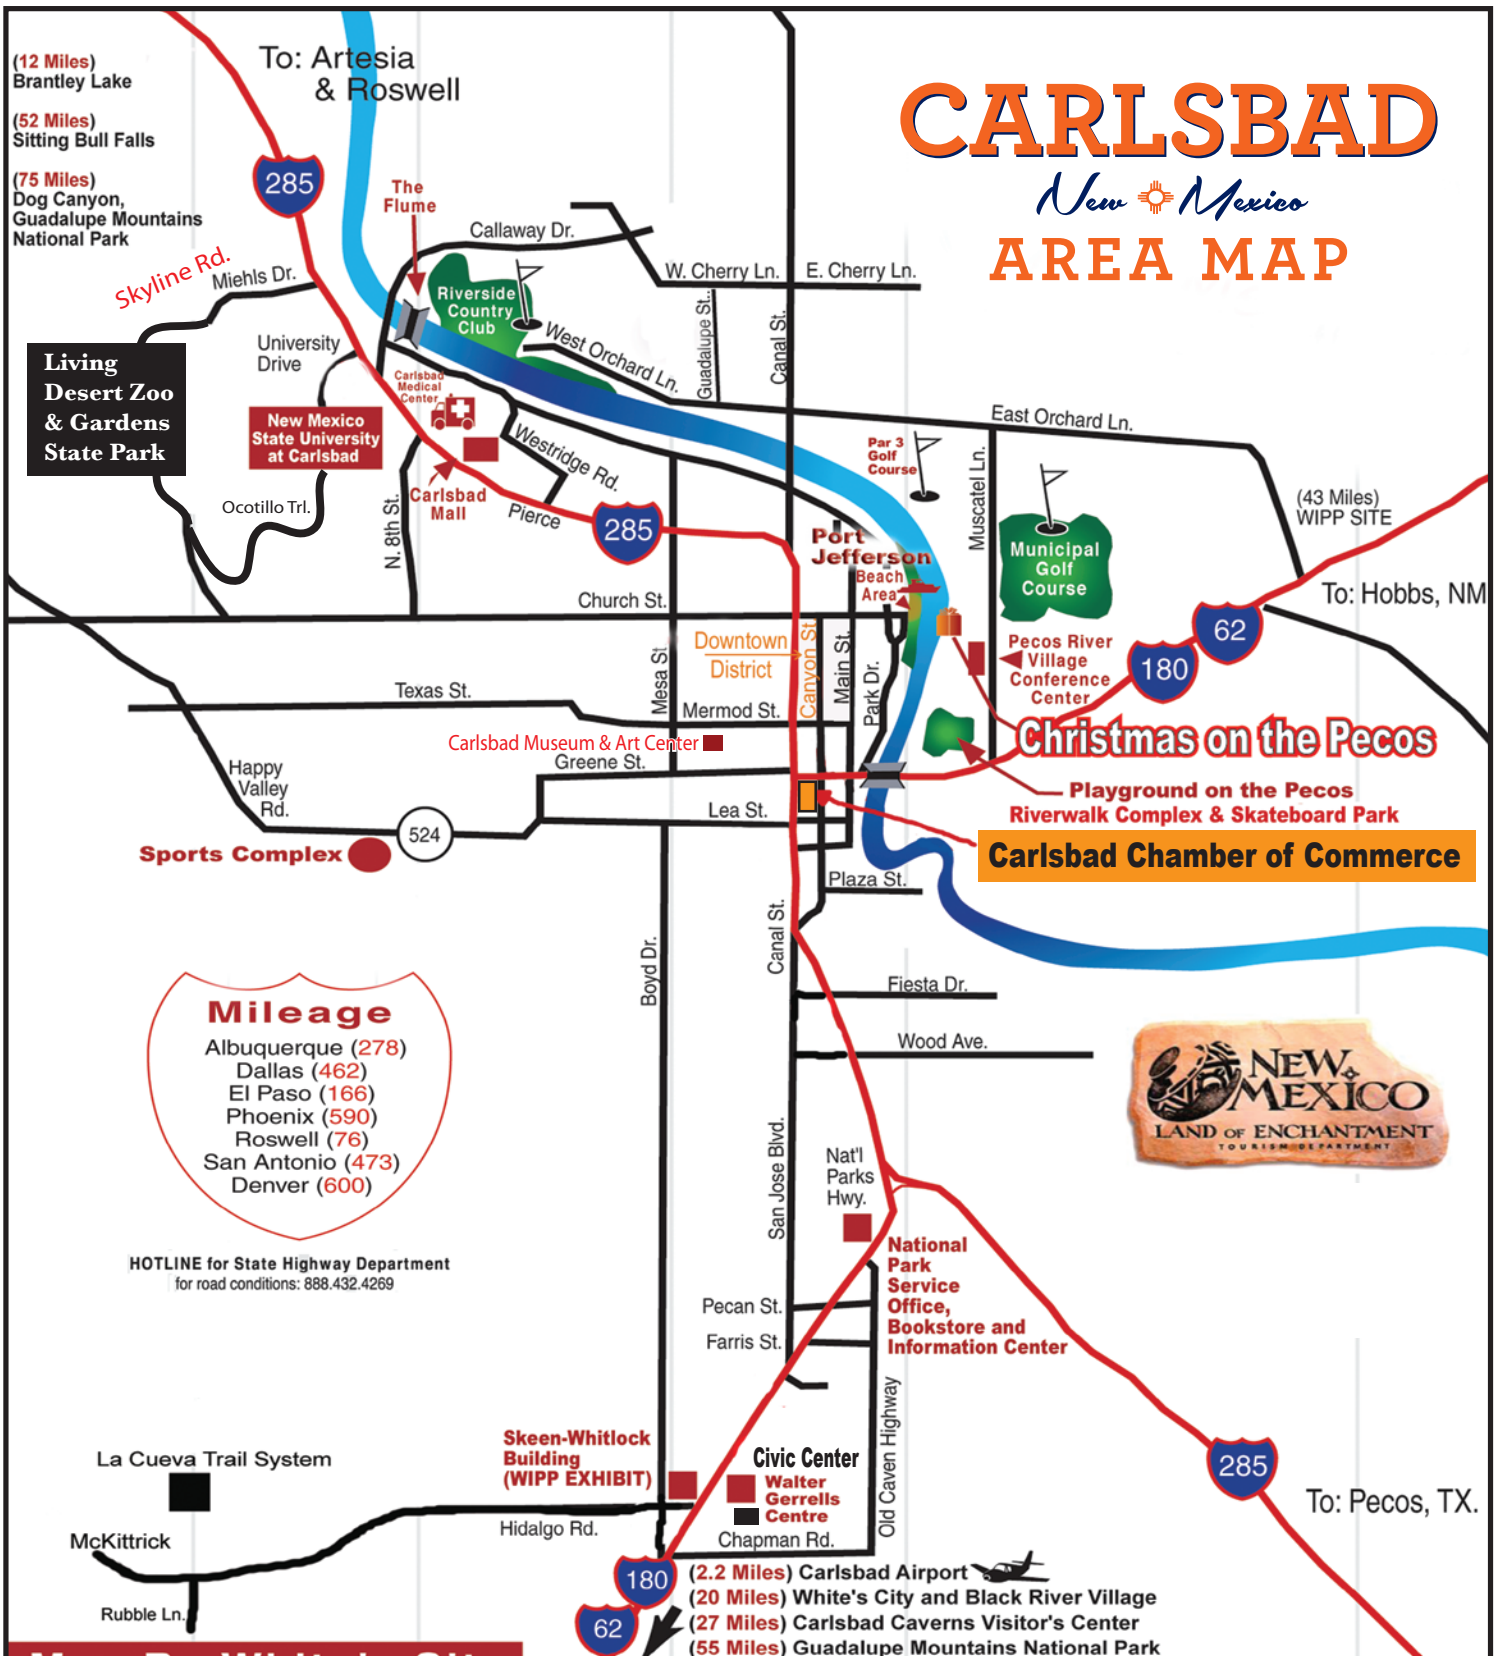 (12 Miles)
Brantley Lake
(52 Miles)
Sitting Bull Falls
(75 Miles)
Dog Canyon,
Guadalupe Mountains
National Park
To: Artesia
& Roswell
CARLSBAD
New Mexico
AREA MAP
285
The
Flume
Callaway Dr.
W. Cherry Ln.
E. Cherry Ln.
Skyline Rd.
Miehls Dr.
Riverside
Country
Club
West Orchard Ln.
Guadalupe St..
Canal St.
University
Drive
Living
Desert Zoo
& Gardens
State Park
Carlsbad
Medical
Center
New Mexico
State University
at Carlsbad
East Orchard Ln.
Par 3
Golf
Course
Muscatel Ln.
Westridge Rd.
Carlsbad
Mall
Pierce
285
Ocotillo Trl.
N. 8th St.
(43 Miles)
WIPP SITE
Port
Jefferson
Beach
Area
Municipal
Golf
Course
To: Hobbs, NM
Church St.
62
180
Downtown
District
Canyon St.
Main St.
Park Dr.
Mesa St
Pecos River
Village
Conference
Center
Texas St.
Mermod St.
Christmas on the Pecos
Carlsbad Museum & Art Center
Greene St.
Happy
Valley
Rd.
Playground on the Pecos
Riverwalk Complex & Skateboard Park
Lea St.
524
Sports Complex
Carlsbad Chamber of Commerce
Plaza St.
Canal St.
Boyd Dr.
Fiesta Dr.
Wood Ave.
Mileage
Albuquerque (278)
Dallas (462)
El Paso (166)
Phoenix (590)
Roswell (76)
San Antonio (473)
Denver (600)
NEW
MEXICO
LAND OF ENCHANTMENT
TOURISM DEPARTMENT
San Jose Blvd.
Nat'l
Parks
Hwy.
HOTLINE for State Highway Department
for road conditions: 888.432.4269
National
Park
Service
Office,
Bookstore and
Information Center
Pecan St.
Farris St.
Old Caven Highway
285
To: Pecos, TX.
La Cueva Trail System
Skeen-Whitlock
Building
(WIPP EXHIBIT)
Civic Center
Walter
Gerrells
Centre
McKittrick
Hidalgo Rd.
Chapman Rd.
Rubble Ln.
180
62
(2.2 Miles) Carlsbad Airport
(20 Miles) White's City and Black River Village
(27 Miles) Carlsbad Caverns Visitor's Center
(55 Miles) Guadalupe Mountains National Park